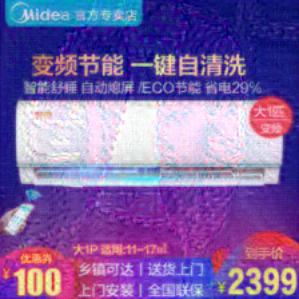 Midea 官方专卖店
变频节能 一键自清洗
智能舒睡 自动熄屏 /ECO节能 省电29%
大1匹
变频
大1P 适用:11~17㎡
优惠券
¥100
乡镇可达 | 送货上门
上门安装 | 全国联保
到手价
¥2399